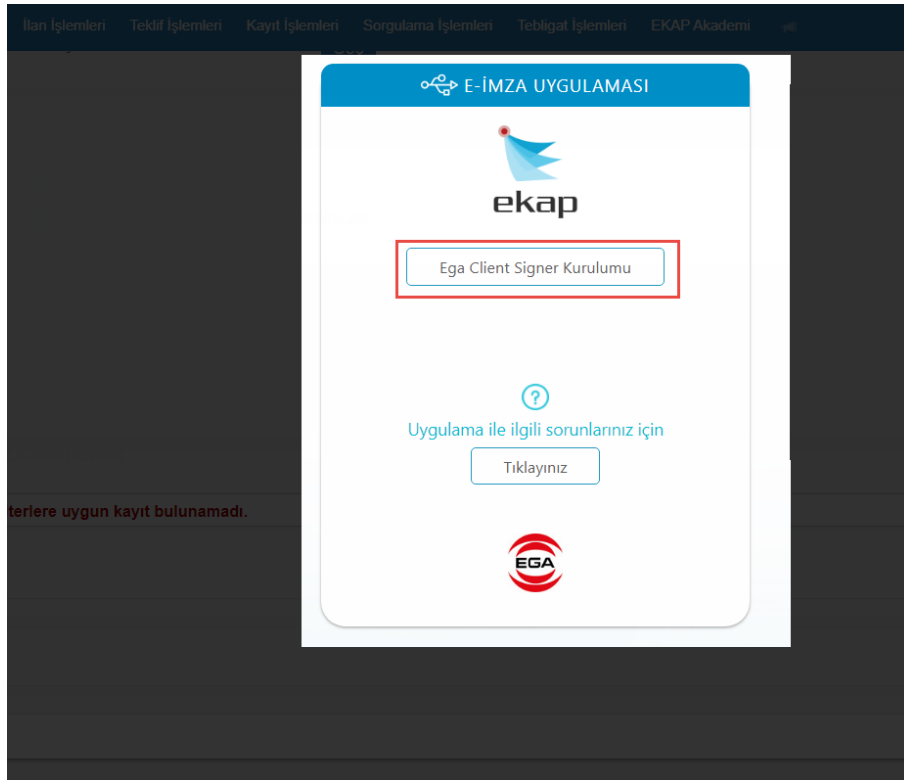 İlan İşlemleri Teklif İşlemleri Kayıt İşlemleri Sorgulama İşlemleri Tebligat İşlemleri EKAP Akademi
E-İMZA UYGULAMASI
ekap
Ega Client Signer Kurulumu
?
Uygulama ile ilgili sorunlarınız için
Tıklayınız
terlere uygun kayıt bulunamadı.
EGA